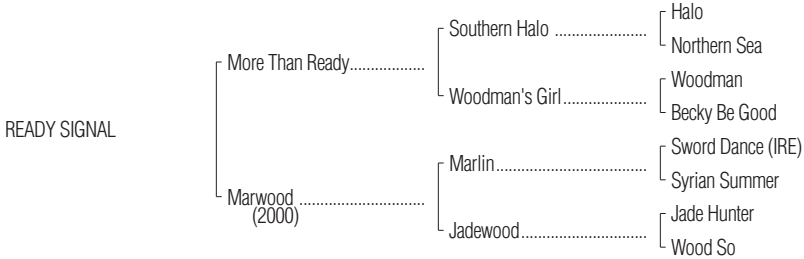 Halo
Southern Halo ......................
Northern Sea
More Than Ready..................
Woodman
Woodman's Girl....................
Becky Be Good
READY SIGNAL
Sword Dance (IRE)
Marlin....................................
Syrian Summer
Marwood ..............................
(2000)
Jade Hunter
Jadewood..............................
Wood So